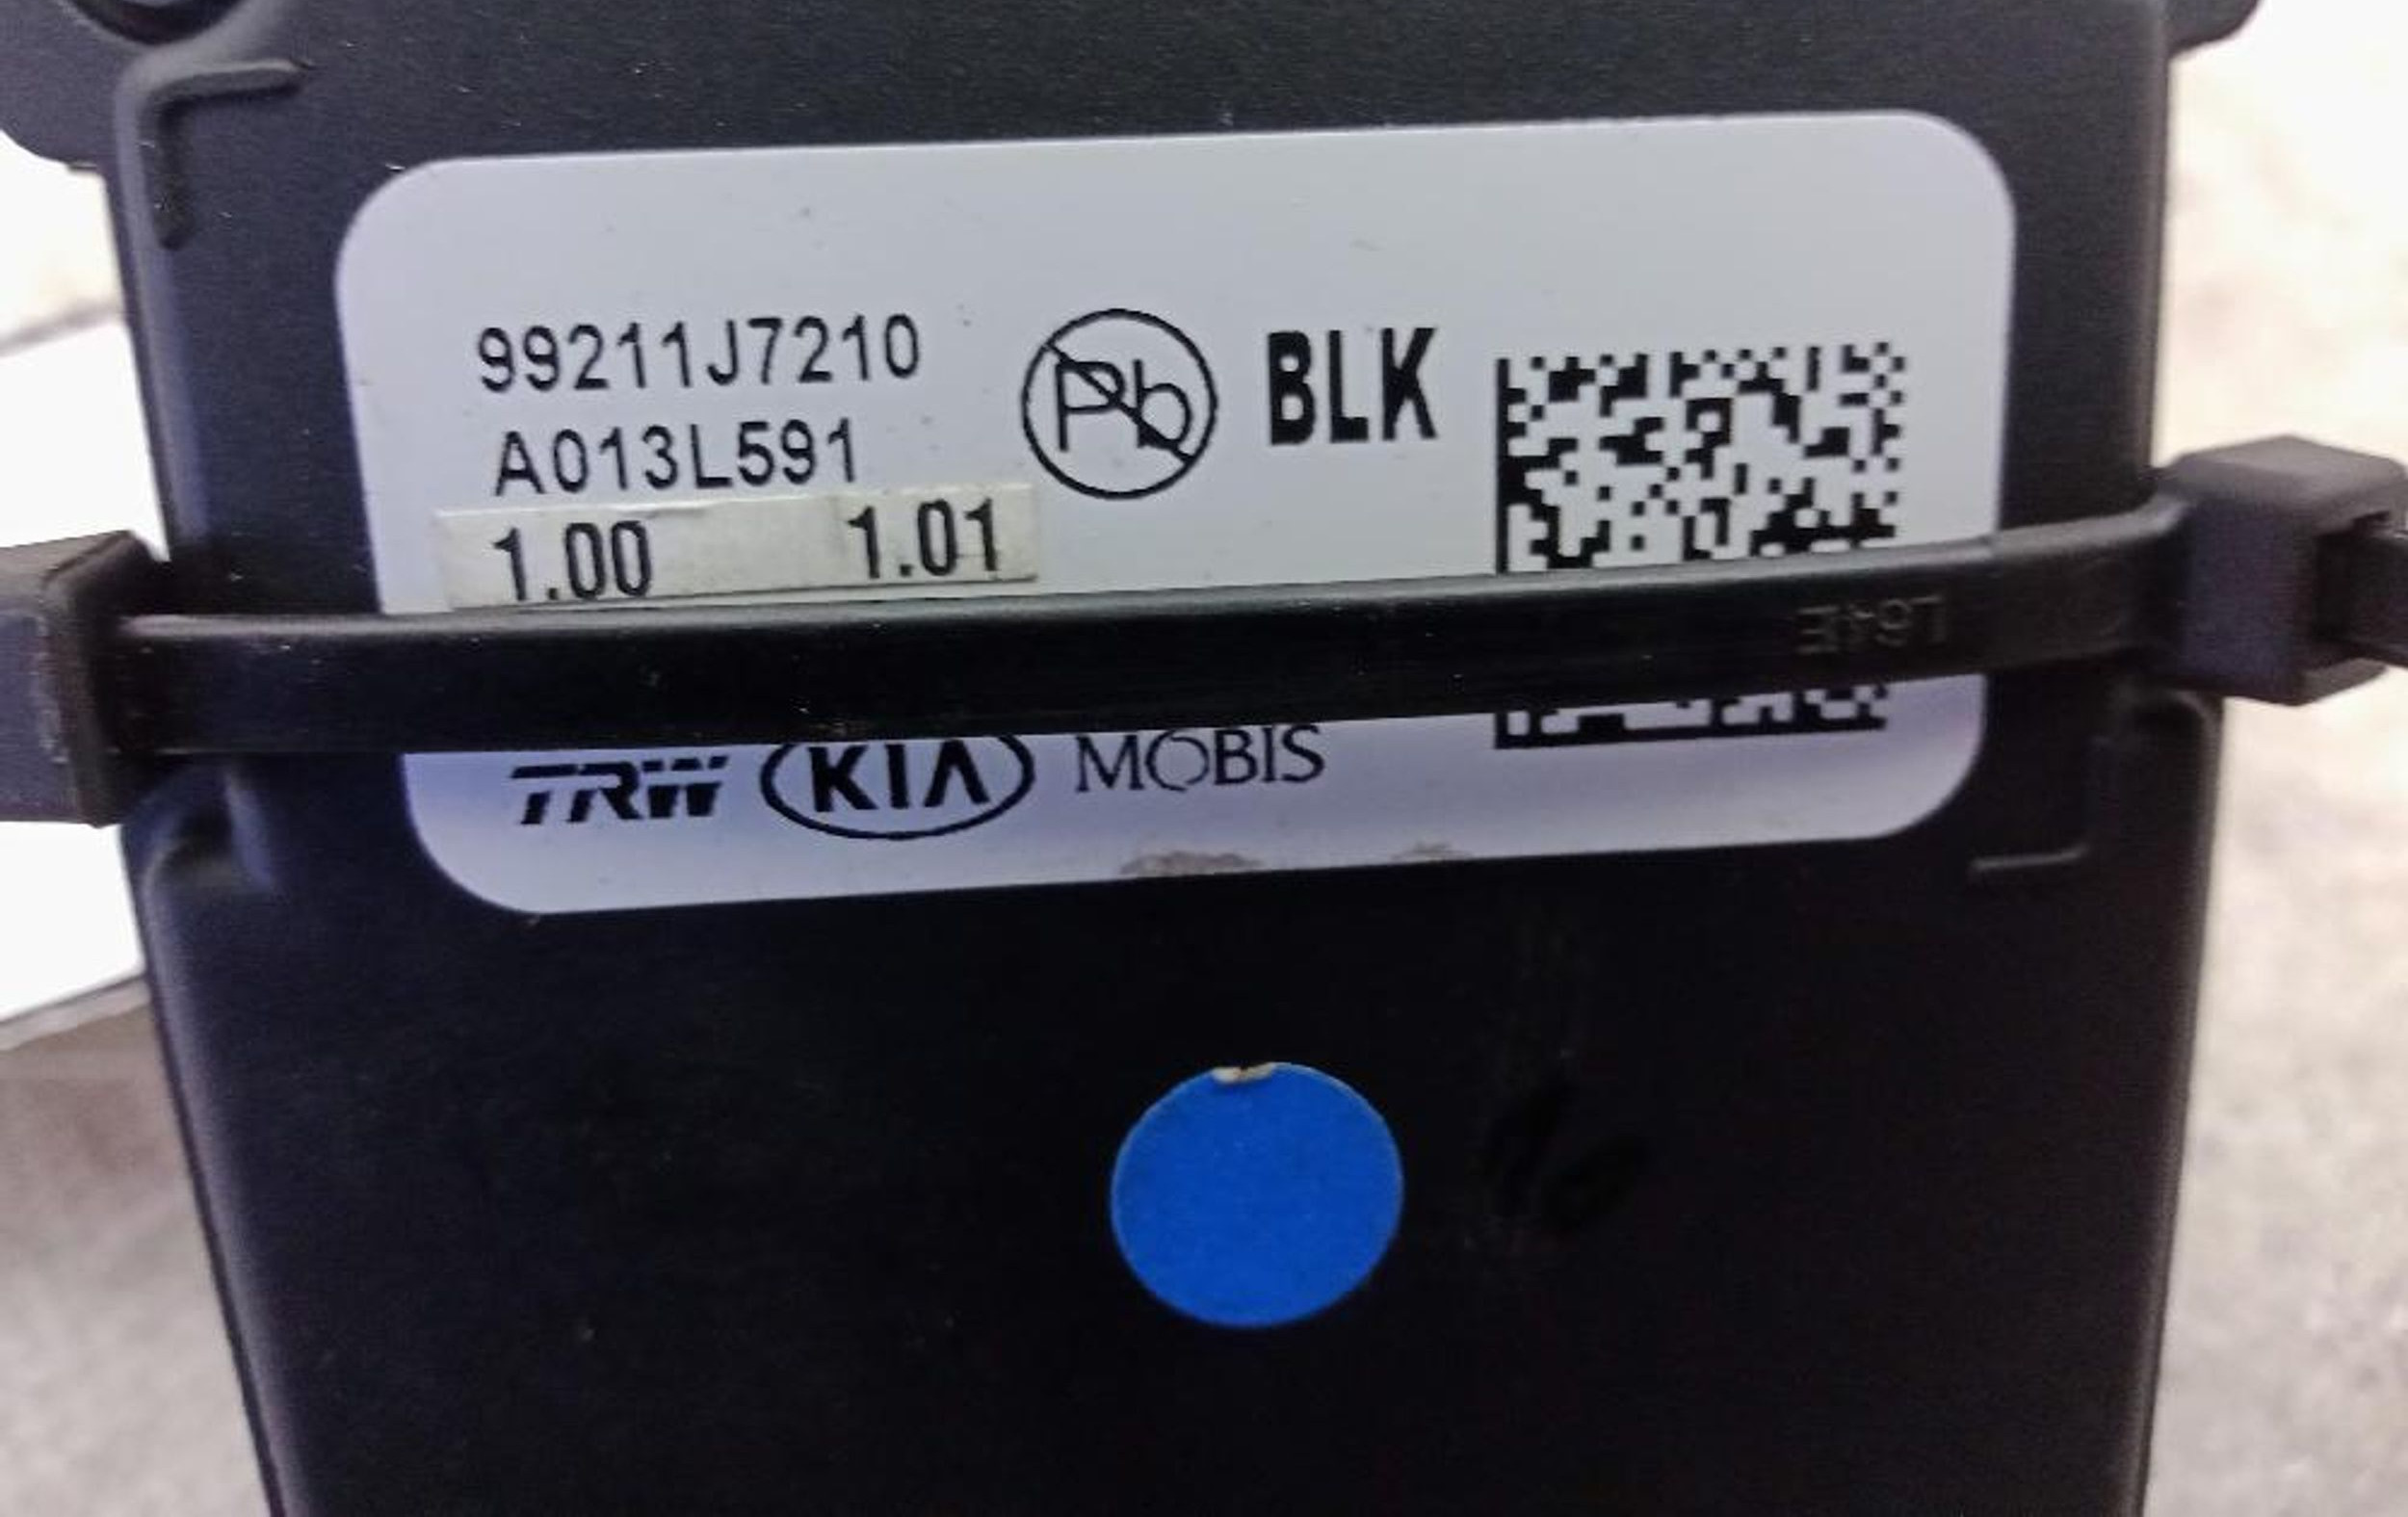 99211J7210
A013L591
Pb BLK
1.00 1.01
TRW KIA MOBIS